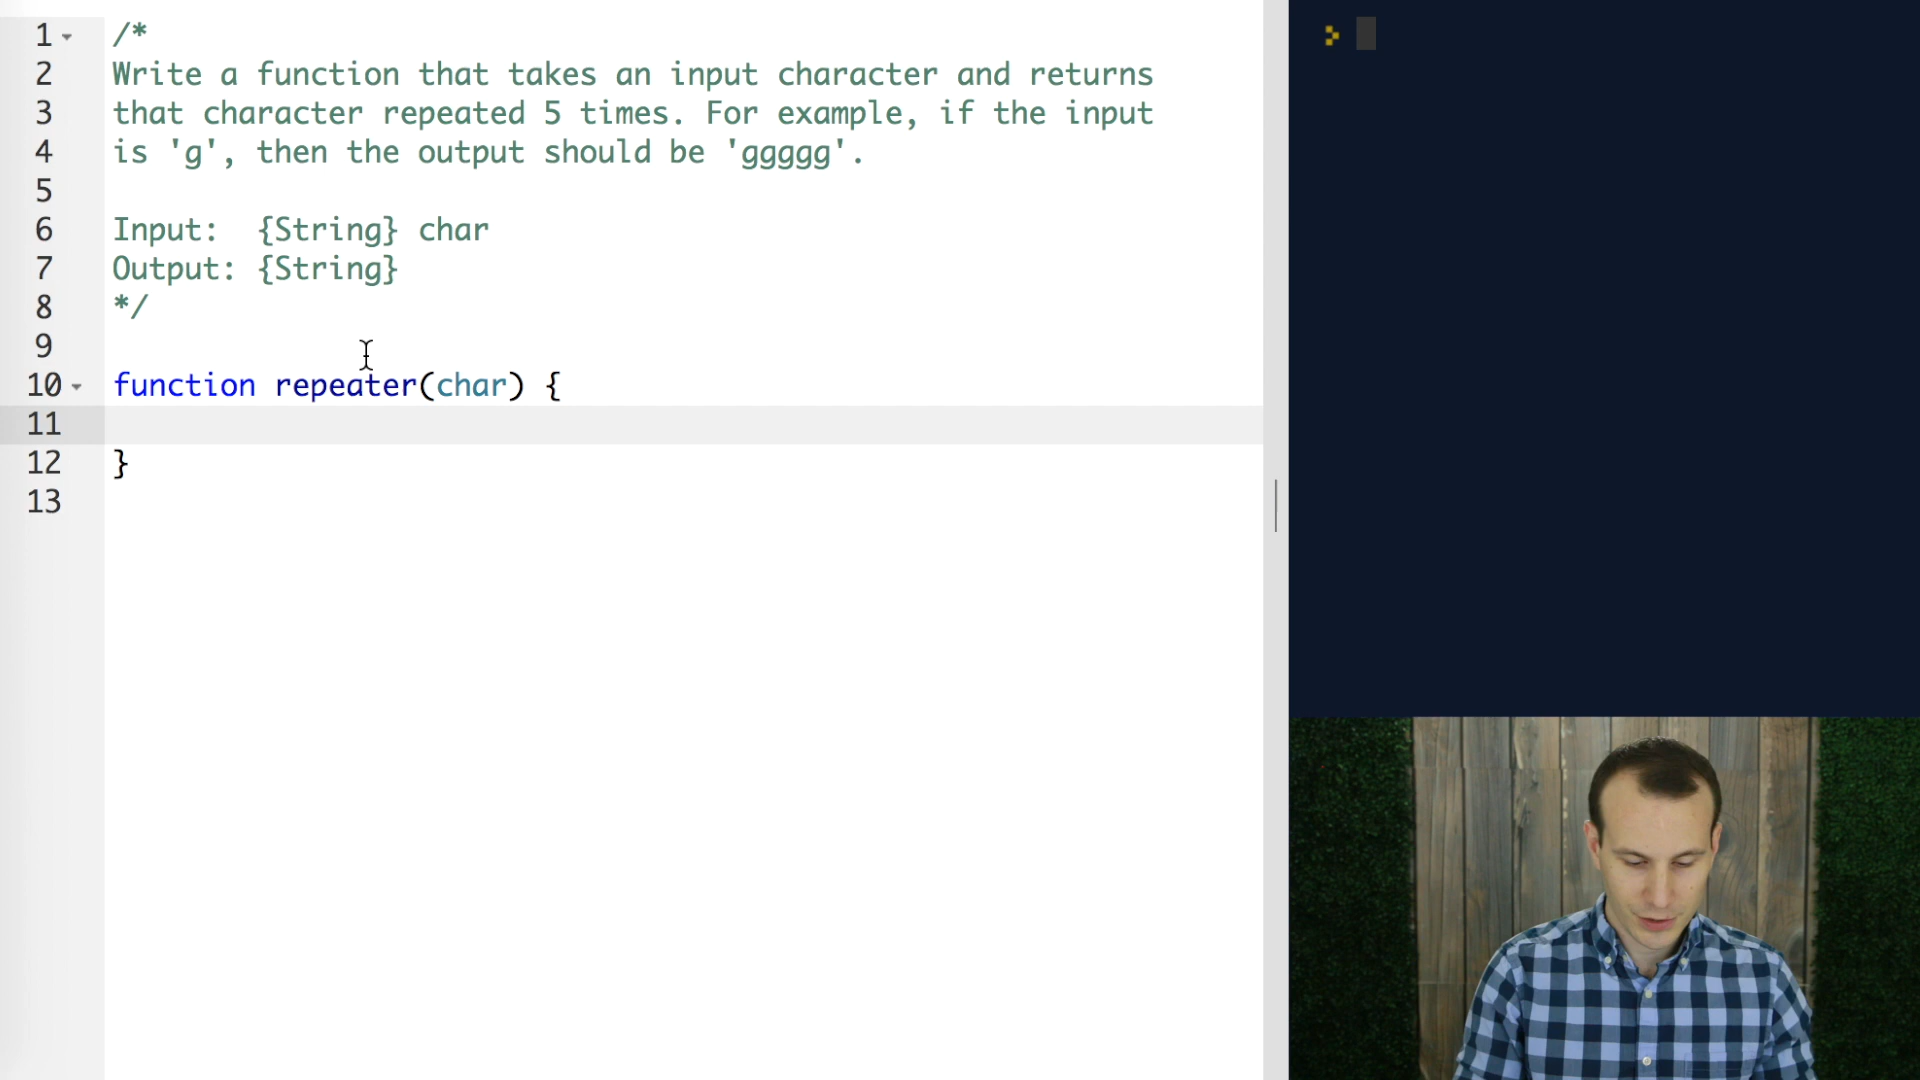 1 /*
2 Write a function that takes an input character and returns
3 that character repeated 5 times. For example, if the input
4 is 'g', then the output should be 'ggggg'.
5
6 Input:  {String} char
7 Output: {String}
8 */
9
10 function repeater(char) {
11
12 }
13